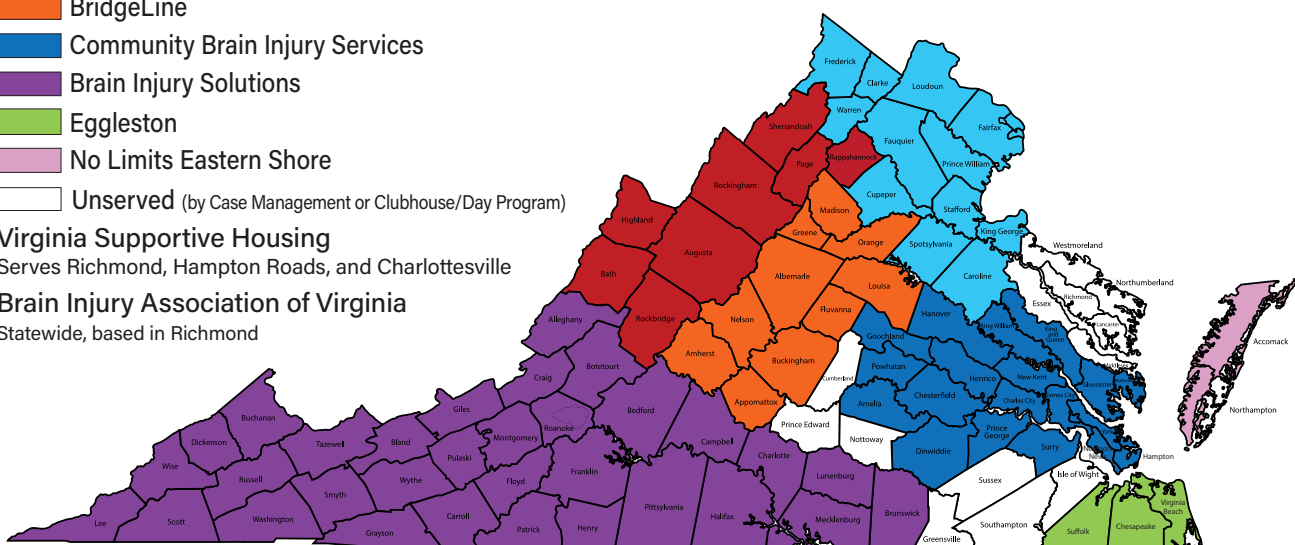 BridgeLine
Community Brain Injury Services
Brain Injury Solutions
Eggleston
No Limits Eastern Shore
Unserved (by Case Management or Clubhouse/Day Program)
Virginia Supportive Housing
Serves Richmond, Hampton Roads, and Charlottesville
Brain Injury Association of Virginia
Statewide, based in Richmond
Frederick
Clarke
Loudoun
Warren
Fairfax
Shenandoah
Fauquier
Page
Rappahannock
Prince William
Rockingham
Cupeper
Madison
Stafford
Highland
Greene
Orange
King George
Spotsylvania
Westmoreland
Augusta
Bath
Albemarle
Caroline
Northumberland
Louisa
Richmond
Essex
Fluvanna
Hanover
Nelson
Rockbridge
Alleghany
King William
King
and
Queen
Lancaster
Goochland
Accomack
Amherst
Buckingham
Botetourt
Powhatan
Craig
Cumberland
Henrico
New Kent
Gloucester
Chesterfield
Charles City
James City
Appomattox
Amelia
Northampton
Giles
Bedford
Buchanan
Roanoke
Prince Edward
Prince
George
Nottoway
Montgomery
Campbell
Dickenson
Tazewell
Bland
Surry
Dinwiddie
Charlotte
Hampton
Pulaski
Wise
Franklin
Isle of Wight
Russell
Wythe
Floyd
Lunenburg
Sussex
Smyth
Pittsylvania
Virginia
Beach
Lee
Scott
Washington
Carroll
Halifax
Mecklenburg
Brunswick
Grayson
Patrick
Henry
Southampton
Chesapeake
Suffolk
Greensville